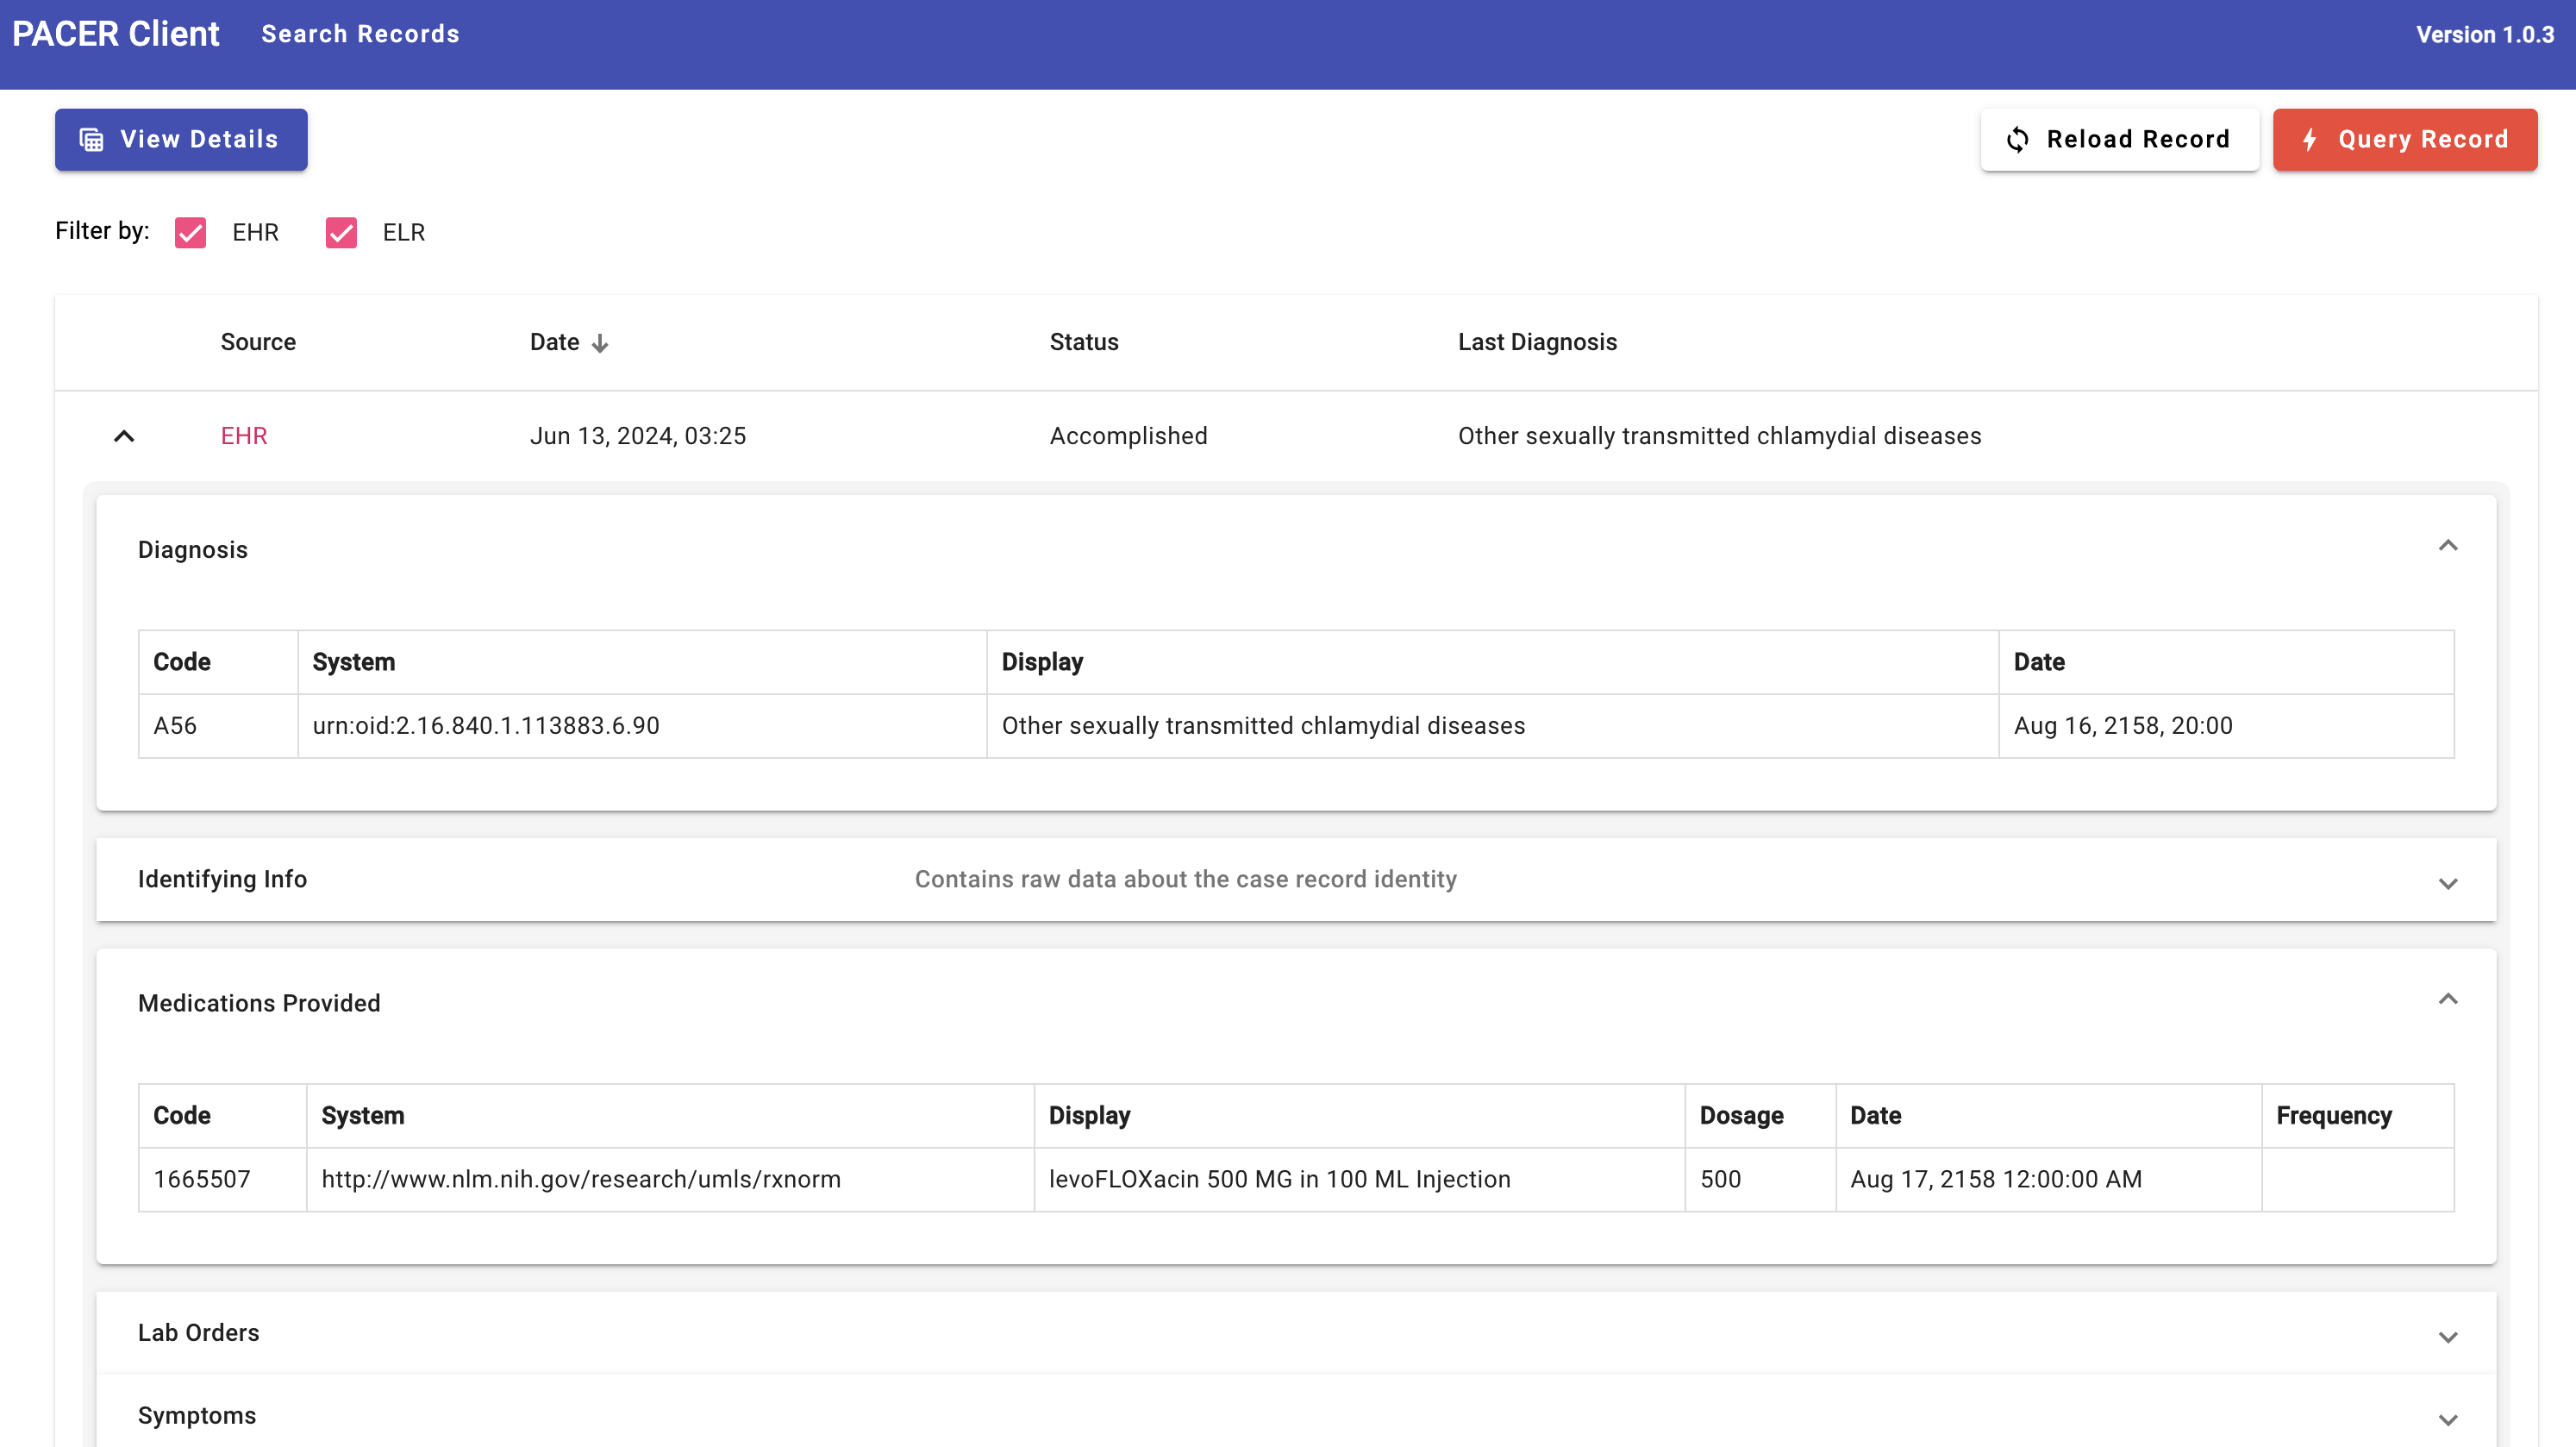 PACER Client Search Records Version 1.0.3
View Details Reload Record Query Record
Filter by: EHR ELR
Source Date Status Last Diagnosis
EHR Jun 13, 2024, 03:25 Accomplished Other sexually transmitted chlamydial diseases
Diagnosis
Code System Display Date
A56 urn:oid:2.16.840.1.113883.6.90 Other sexually transmitted chlamydial diseases Aug 16, 2158, 20:00
Identifying Info Contains raw data about the case record identity
Medications Provided
Code System Display Dosage Date Frequency
1665507 http://www.nlm.nih.gov/research/umls/rxnorm levoFLOXacin 500 MG in 100 ML Injection 500 Aug 17, 2158 12:00:00 AM
Lab Orders
Symptoms